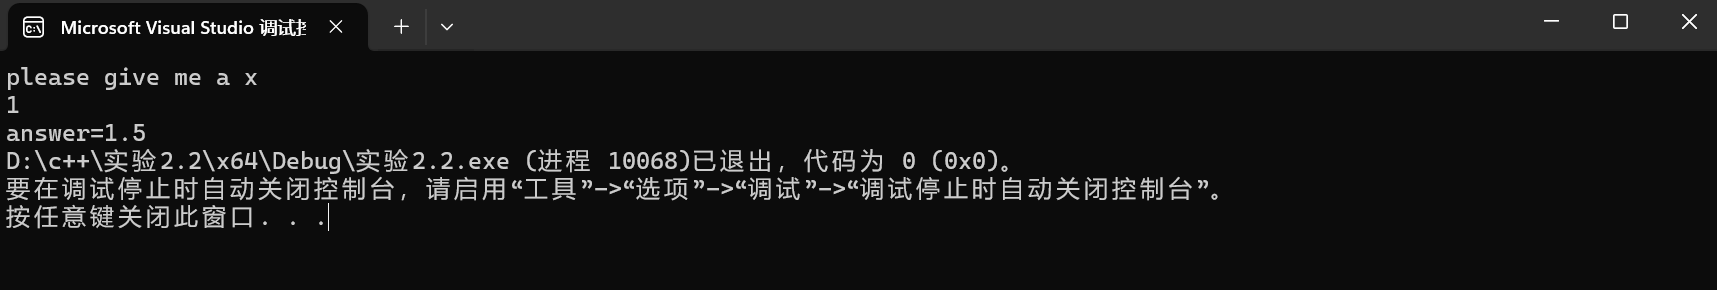 Microsoft Visual Studio 调试
please give me a x
1
answer=1.5
D:\c++\实验2.2\x64\Debug\实验2.2.exe (进程 10068)已退出，代码为 0 (0x0)。
要在调试停止时自动关闭控制台，请启用“工具”->“选项”->“调试”->“调试停止时自动关闭控制台”。
按任意键关闭此窗口. . .